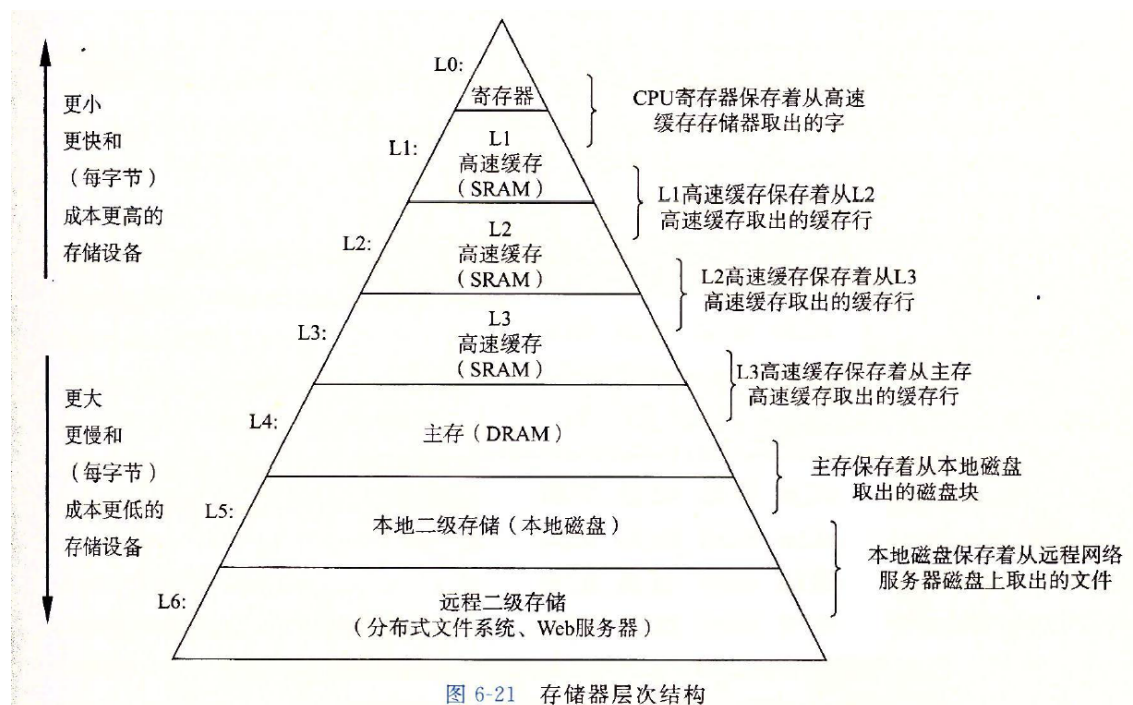 更小
更快和
（每字节）
成本更高的
存储设备
更大
更慢和
（每字节）
成本更低的
存储设备
L0:
寄存器
L1:
L1
高速缓存
（SRAM）
L2:
L2
高速缓存
（SRAM）
L3:
L3
高速缓存
（SRAM）
L4:
主存（DRAM）
L5:
本地二级存储（本地磁盘）
L6:
远程二级存储
（分布式文件系统、Web服务器）
CPU寄存器保存着从高速
缓存存储器取出的字
L1高速缓存保存着从L2
高速缓存取出的缓存行
L2高速缓存保存着从L3
高速缓存取出的缓存行
L3高速缓存保存着从主存
高速缓存取出的缓存行
主存保存着从本地磁盘
取出的磁盘块
本地磁盘保存着从远程网络
服务器磁盘上取出的文件
图 6-21 存储器层次结构